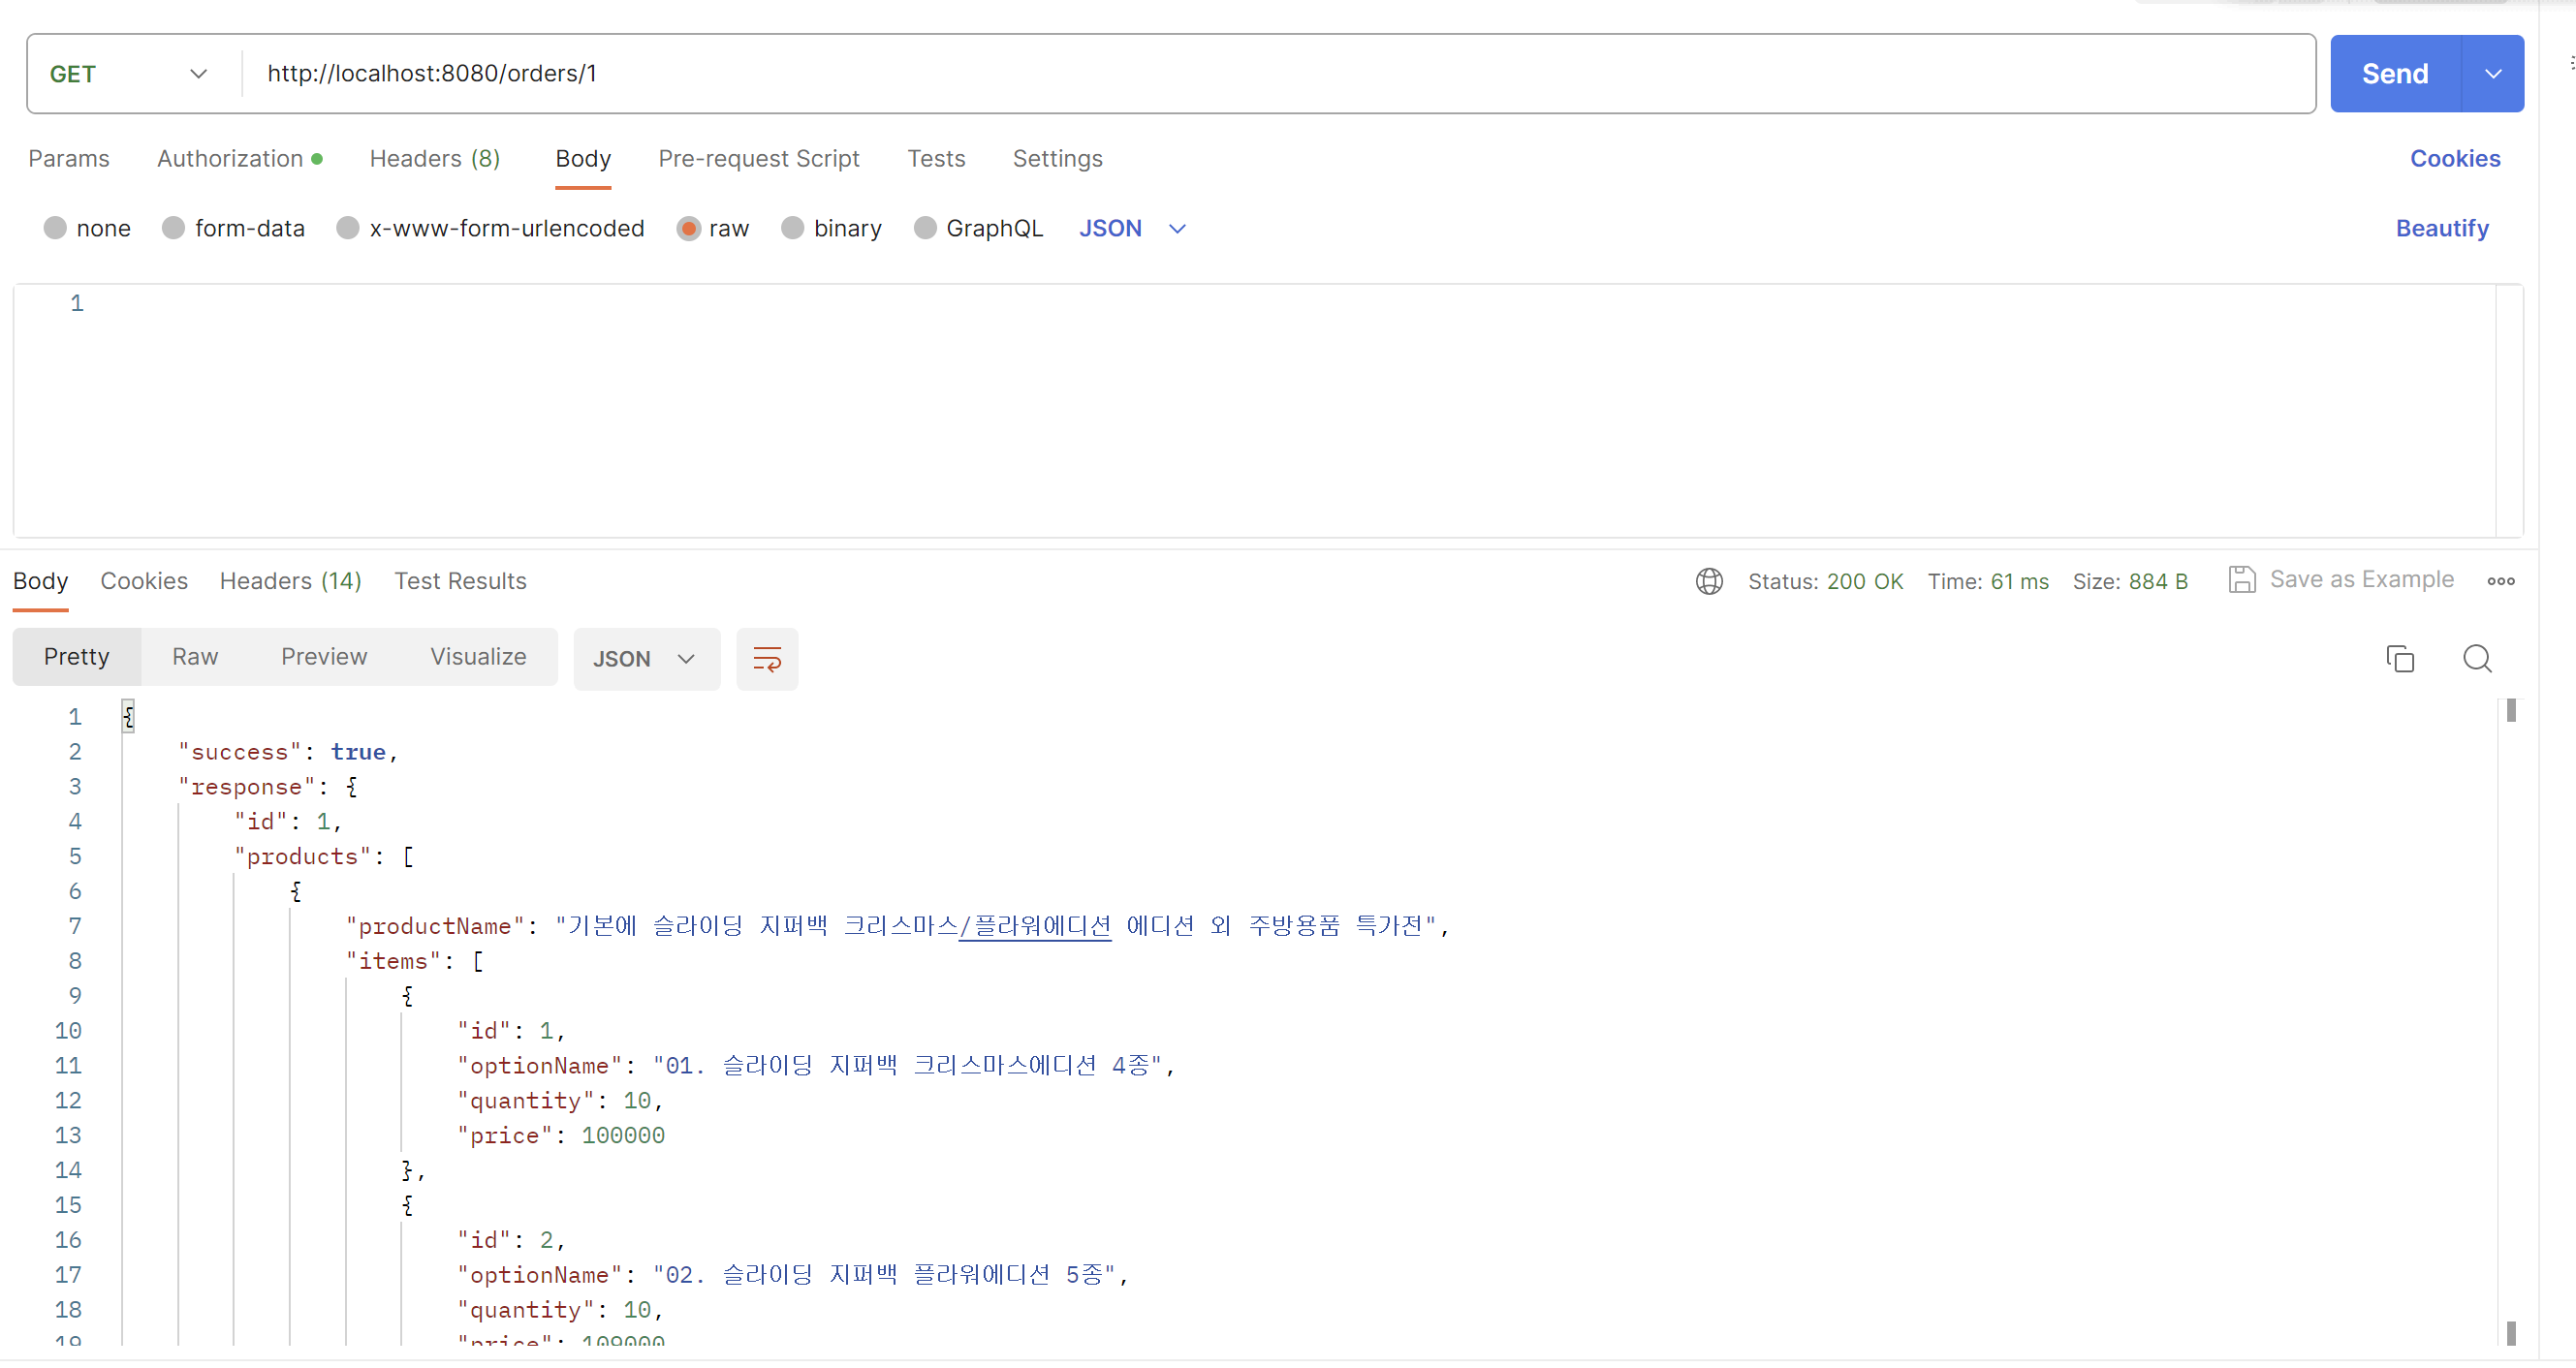 GET http://localhost:8080/orders/1 Send
Params Authorization Headers (8) Body Pre-request Script Tests Settings Cookies
none form-data x-www-form-urlencoded raw binary GraphQL JSON Beautify
1
Body Cookies Headers (14) Test Results Status: 200 OK Time: 61 ms Size: 884 B Save as Example
Pretty Raw Preview Visualize JSON
1 {
2 "success": true,
3 "response": {
4 "id": 1,
5 "products": [
6 {
7 "productName": "기본에 슬라이딩 지퍼백 크리스마스/플라워에디션 에디션 외 주방용품 특가전",
8 "items": [
9 {
10 "id": 1,
11 "optionName": "01. 슬라이딩 지퍼백 크리스마스에디션 4종",
12 "quantity": 10,
13 "price": 100000
14 },
15 {
16 "id": 2,
17 "optionName": "02. 슬라이딩 지퍼백 플라워에디션 5종",
18 "quantity": 10,
19 "price": 109000